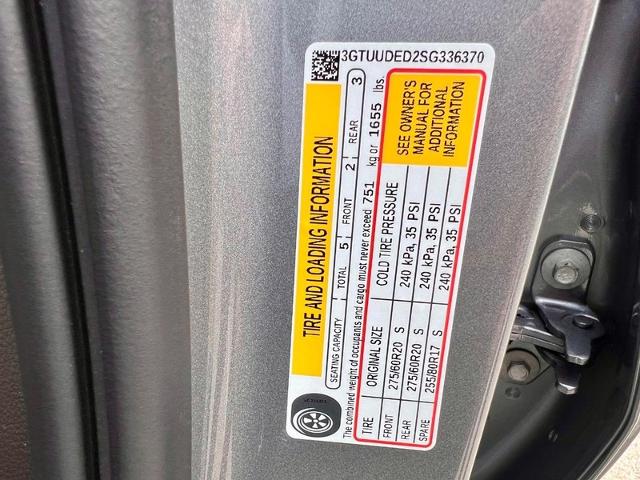 3GTUUDED2SG336370
TIRE AND LOADING INFORMATION
SEATING CAPACITY TOTAL 5 FRONT 2 REAR 3
The combined weight of occupants and cargo must never exceed 751 kg or 1655 lbs.
TIRE ORIGINAL SIZE COLD TIRE PRESSURE
FRONT 275/60R20 S 240 kPa, 35 PSI
REAR 275/60R20 S 240 kPa, 35 PSI
SPARE 255/80R17 S 240 kPa, 35 PSI
SEE OWNER'S
MANUAL FOR
ADDITIONAL
INFORMATION